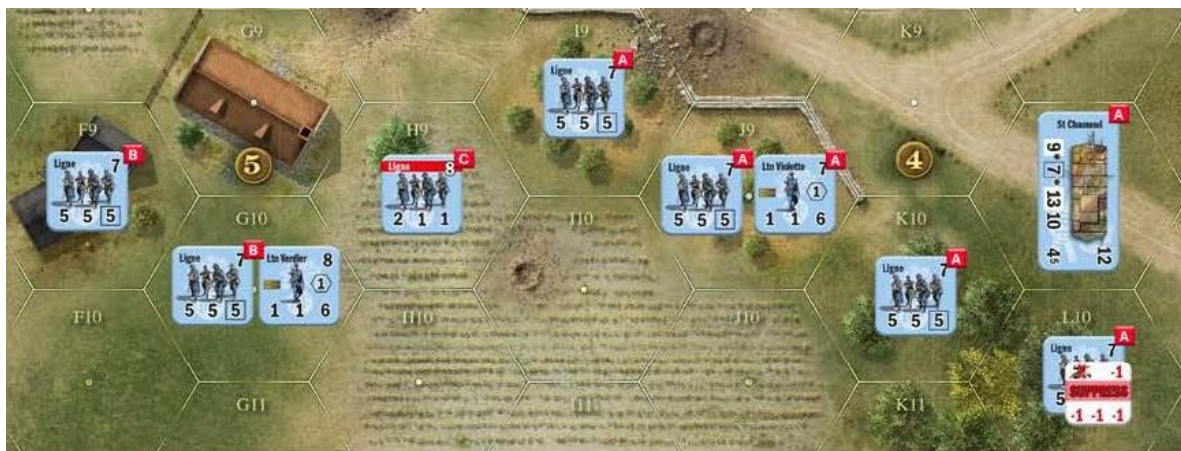 G9
I9
K9
Ligne 7 A
5 5 5
F9
Ligne 7 B
5 5 5
5
H9
Ligne 8 C
2 1 1
J9
Ligne 7 A
5 5 5
Ltn Violette 7 A
1
1 1 6
4
St Chamond A
9* 7* 13 10 4 5
12
G10
I10
K10
Ligne 7 B
5 5 5
Ltn Verdier 8
1
1 1 6
Ligne 7 A
5 5 5
F10
H10
J10
L10
Ligne 7 A
5
-1
SUPPRESS
-1 -1 -1
G11
I11
K11